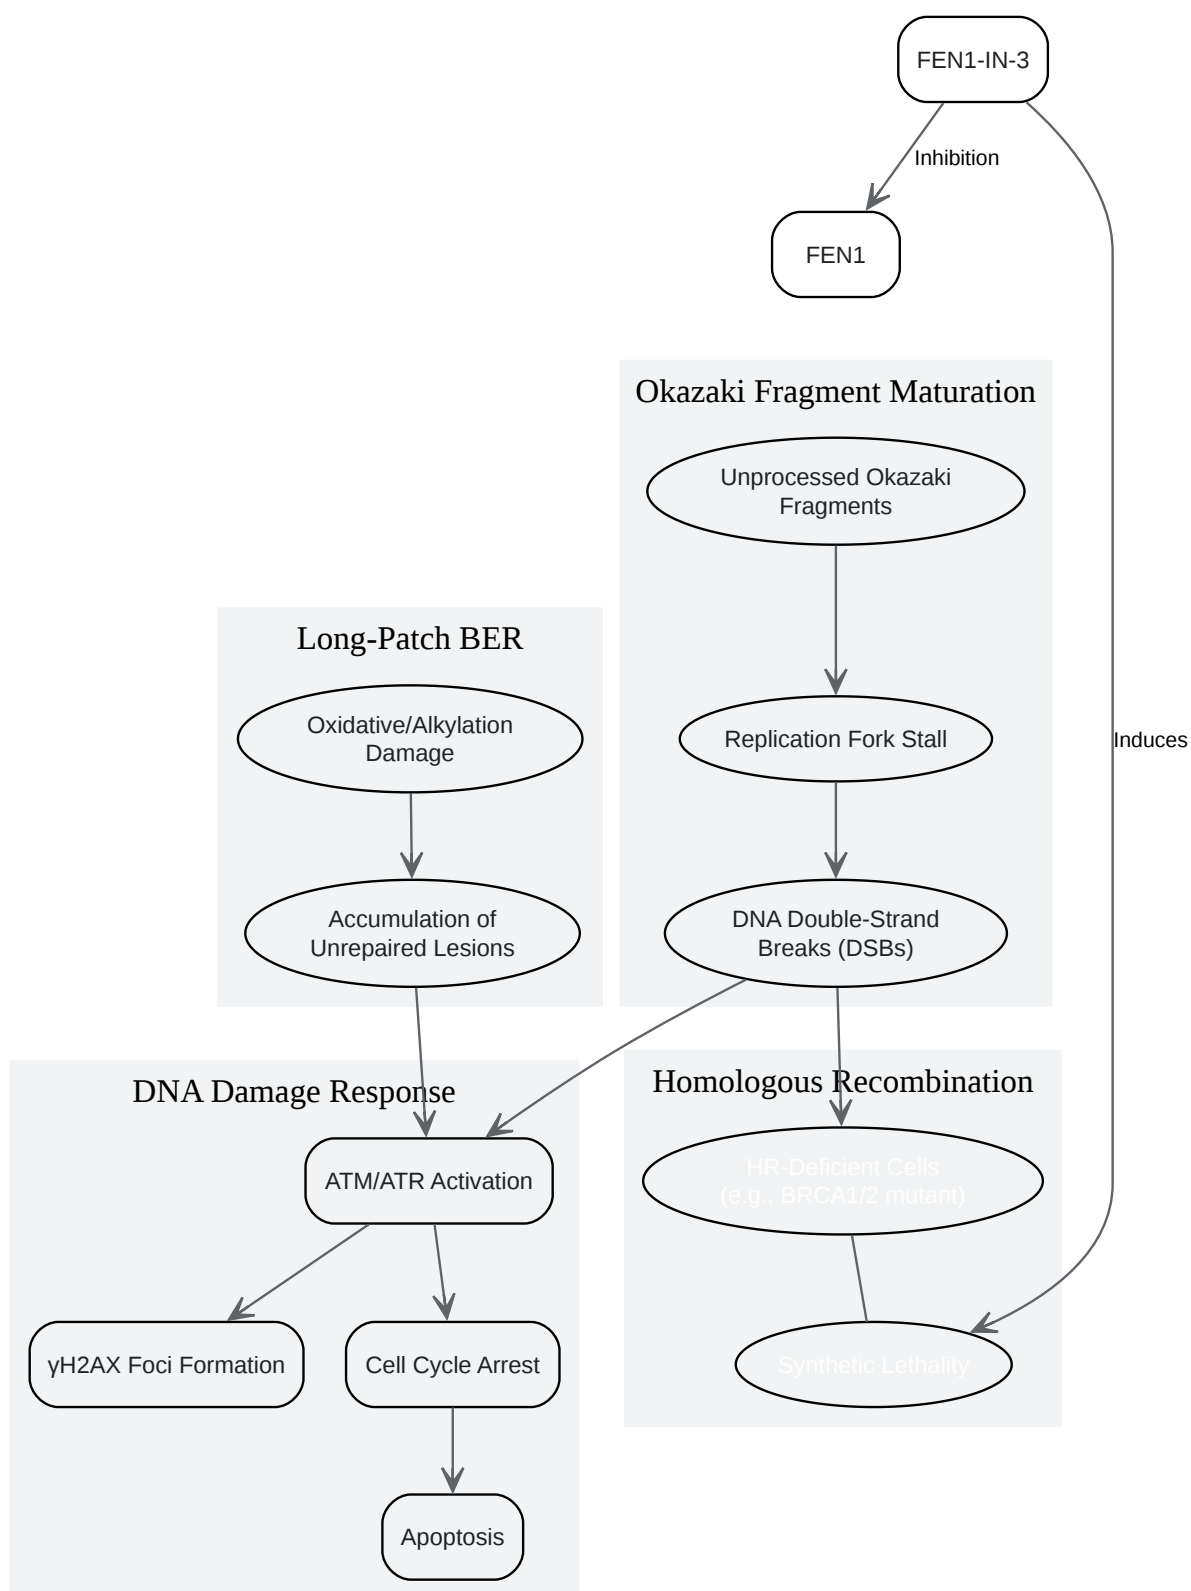 FEN1-IN-3
Inhibition
FEN1
Okazaki Fragment Maturation
Unprocessed Okazaki
Fragments
Long-Patch BER
Oxidative/Alkylation
Damage
Replication Fork Stall
Induces
Accumulation of
Unrepaired Lesions
DNA Double-Strand
Breaks (DSBs)
DNA Damage Response
Homologous Recombination
ATM/ATR Activation
HR-Deficient Cells
(e.g., BRCA1/2 mutant)
γH2AX Foci Formation
Cell Cycle Arrest
Synthetic Lethality
Apoptosis